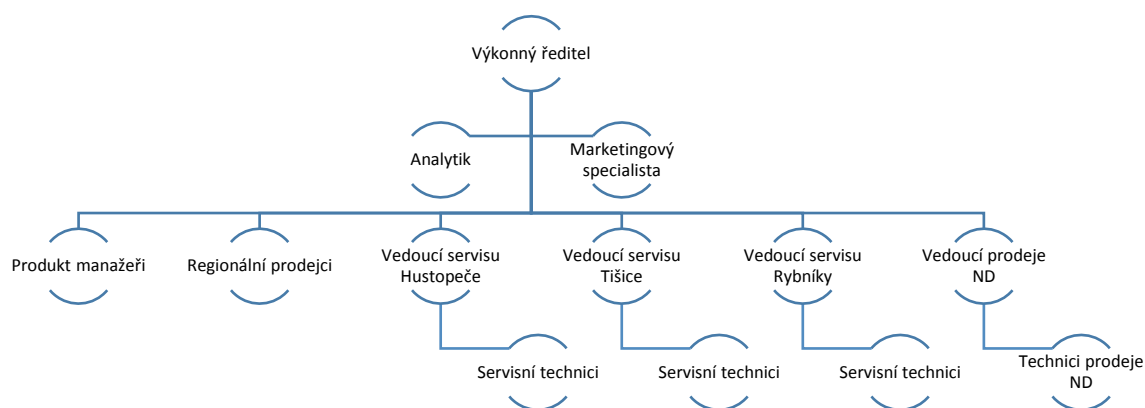 Výkonný ředitel
Analytik
Marketingový
specialista
Produkt manažeři
Regionální prodejci
Vedoucí servisu
Hustopeče
Vedoucí servisu
Tišice
Vedoucí servisu
Rybníky
Vedoucí prodeje
ND
Servisní technici
Servisní technici
Servisní technici
Technici prodeje
ND